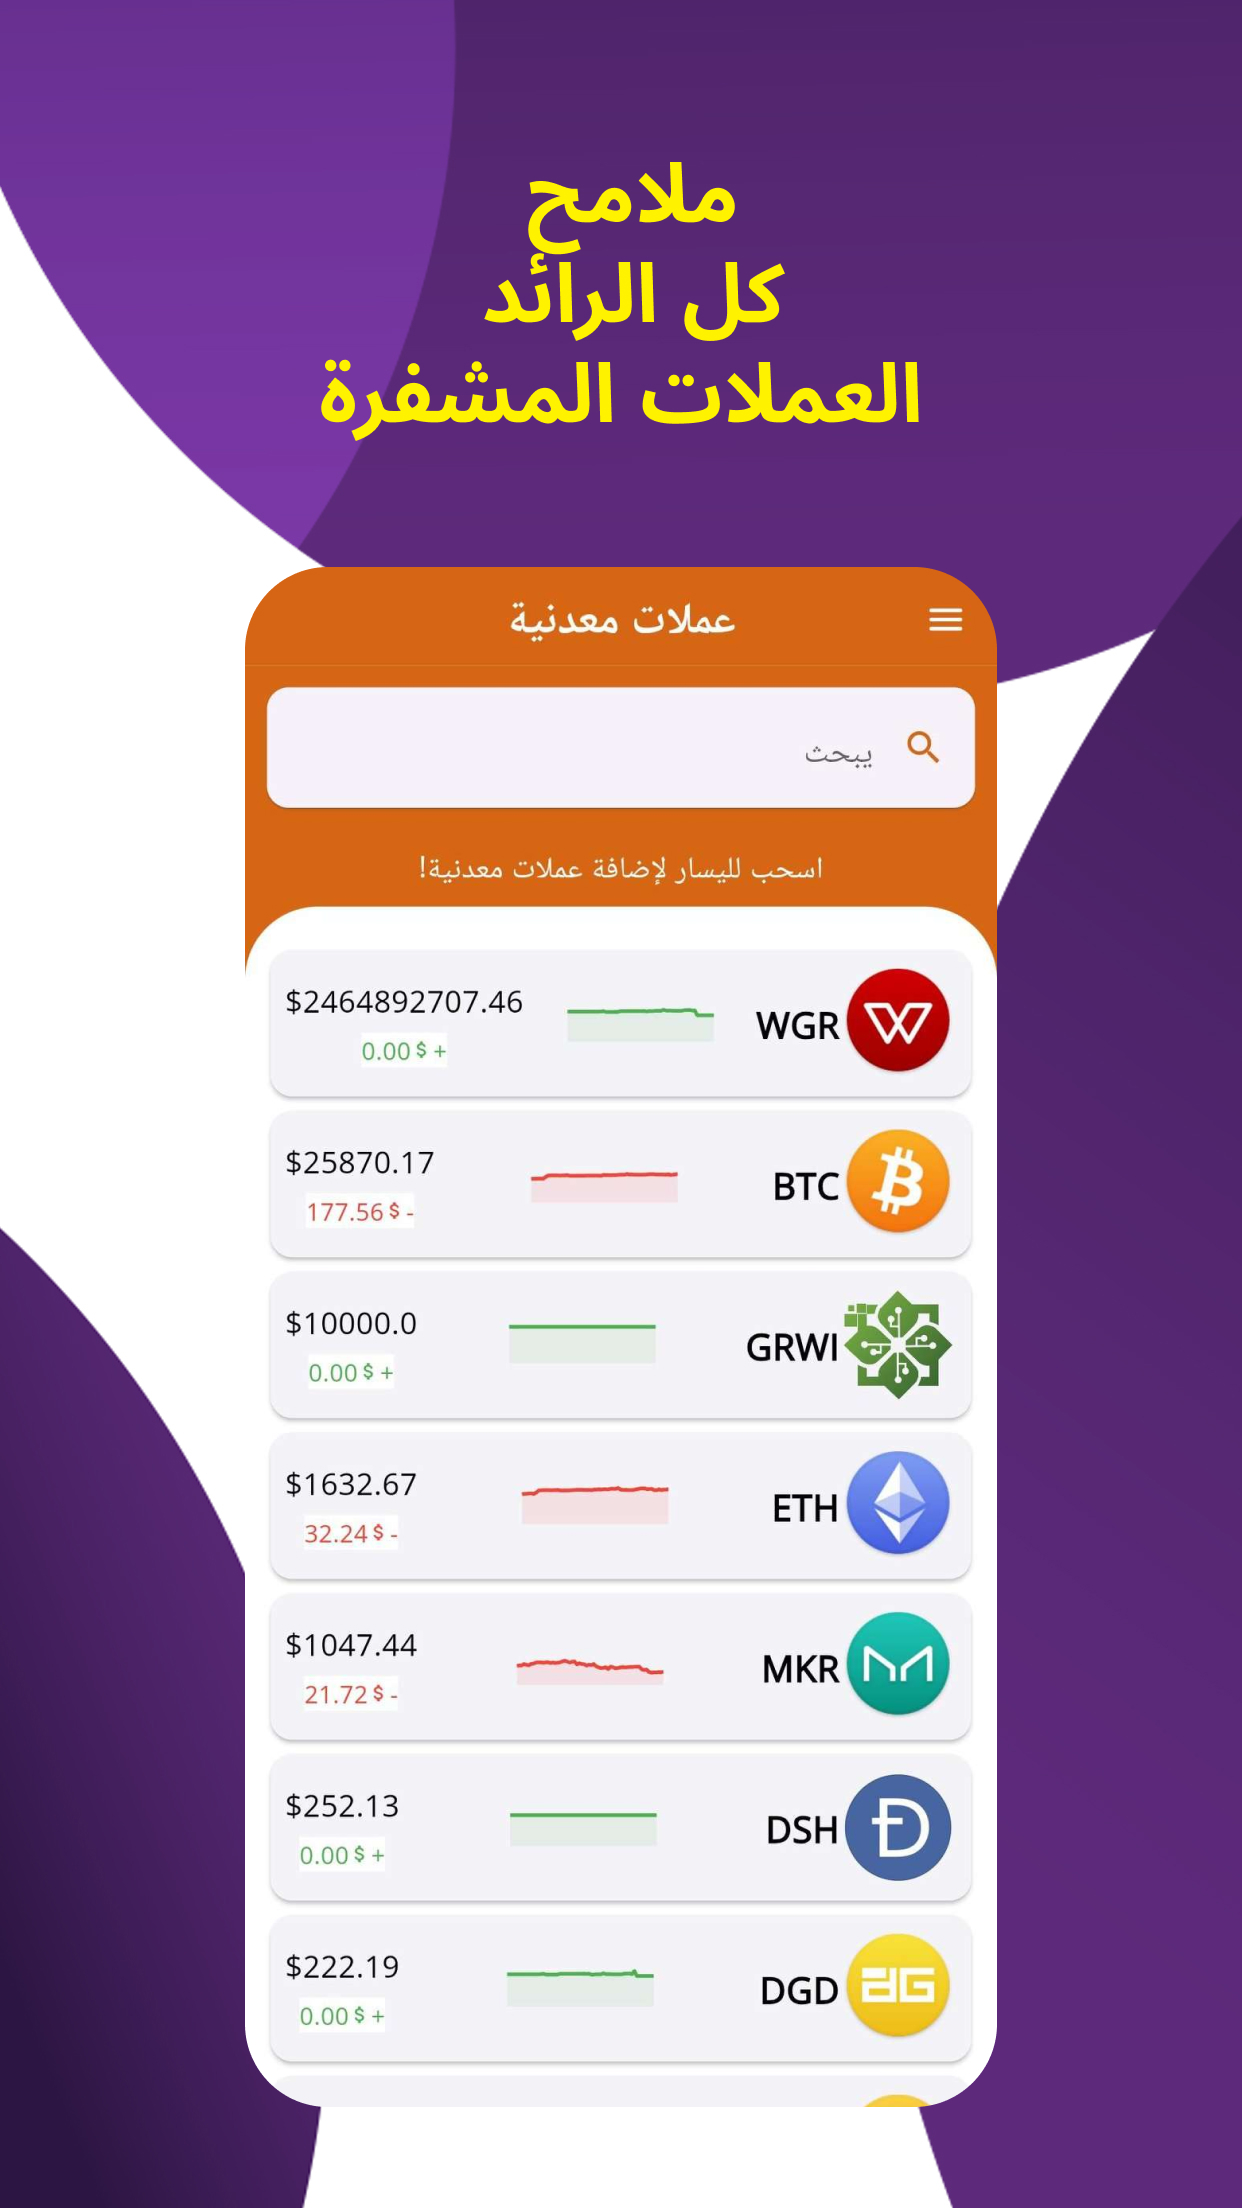 ملامح
كل الرائد
العملات المشفرة
عملات معدنية
يبحث
اسحب لليسار لإضافة عملات معدنية!
WGR
$2464892707.46
0.00 $ +
BTC
$25870.17
177.56 $ -
GRWI
$10000.0
0.00 $ +
ETH
$1632.67
32.24 $ -
MKR
$1047.44
21.72 $ -
DSH
$252.13
0.00 $ +
DGD
$222.19
0.00 $ +